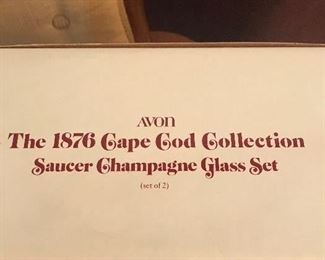 AVON
The 1876 Cape Cod Collection
Saucer Champagne Glass Set
(set of 2)